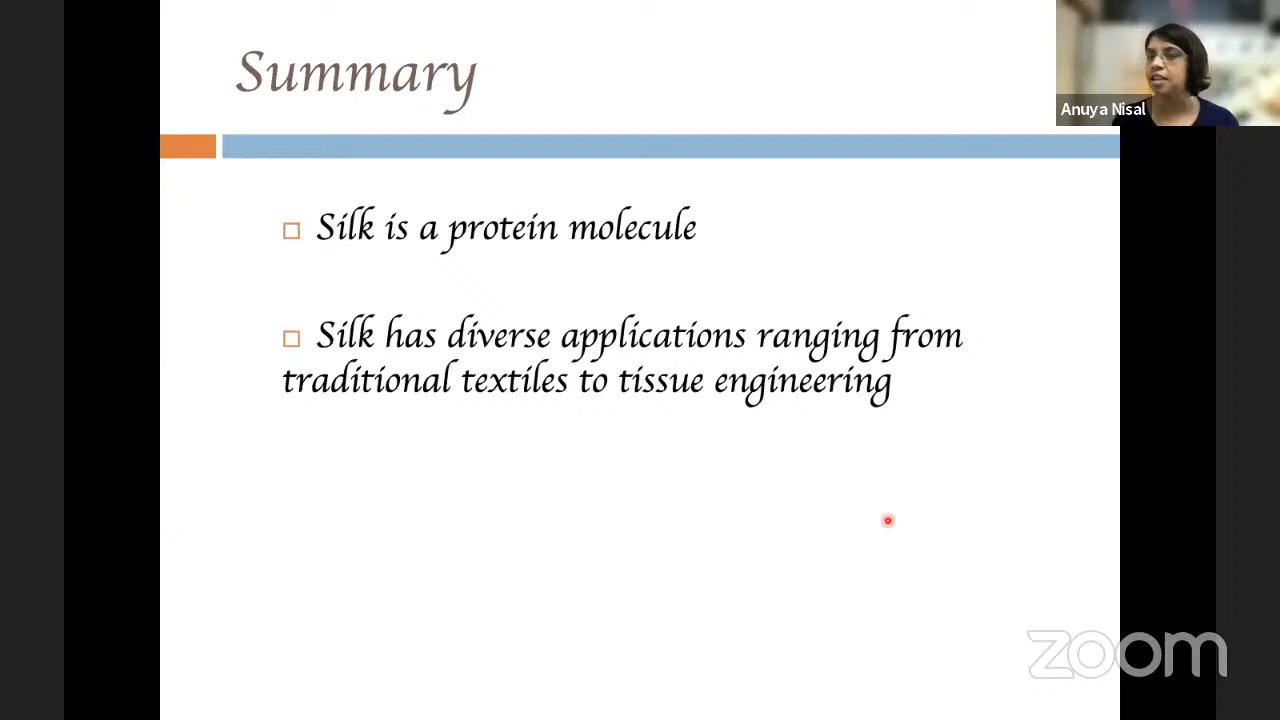 Summary
Anuya Nisal
Silk is a protein molecule
Silk has diverse applications ranging from
traditional textiles to tissue engineering
zoom